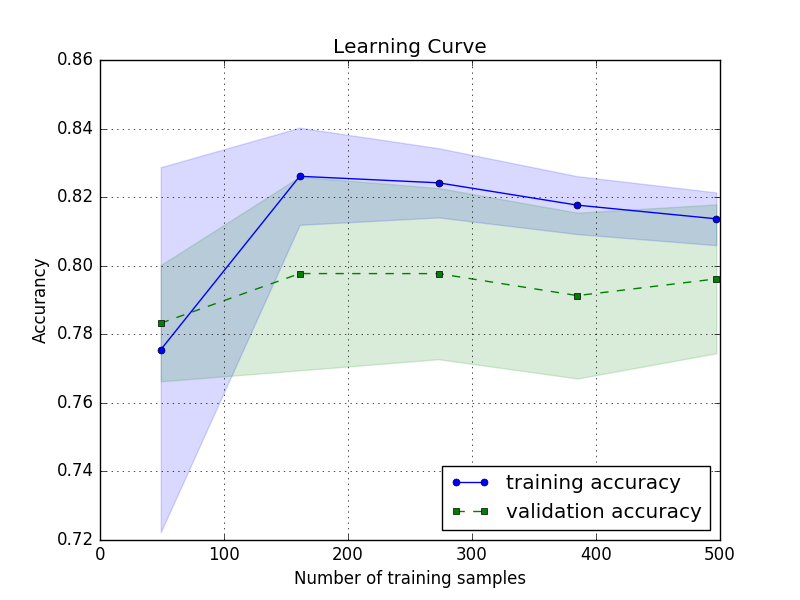 Learning Curve
0.86
0.84
0.82
0.80
0.78
0.76
0.74
0.72
Accurancy
0 100 200 300 400 500
Number of training samples
training accuracy
validation accuracy